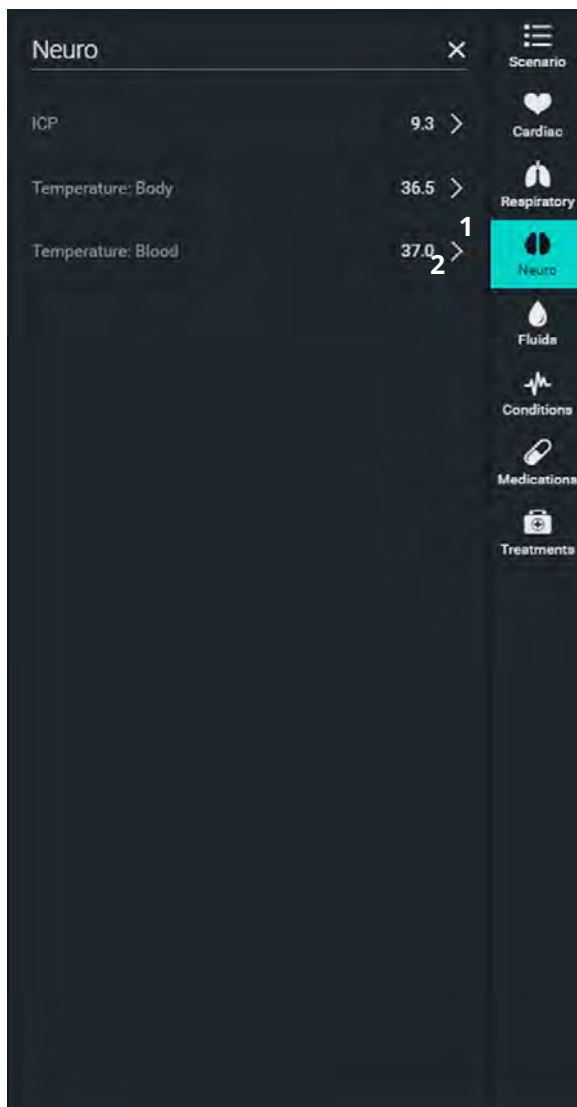 Neuro
ICP 9.3
Temperature: Body 36.5
1
Temperature: Blood 37.0
2
Scenario
Cardiac
Respiratory
Neuro
Fluids
Conditions
Medications
Treatments